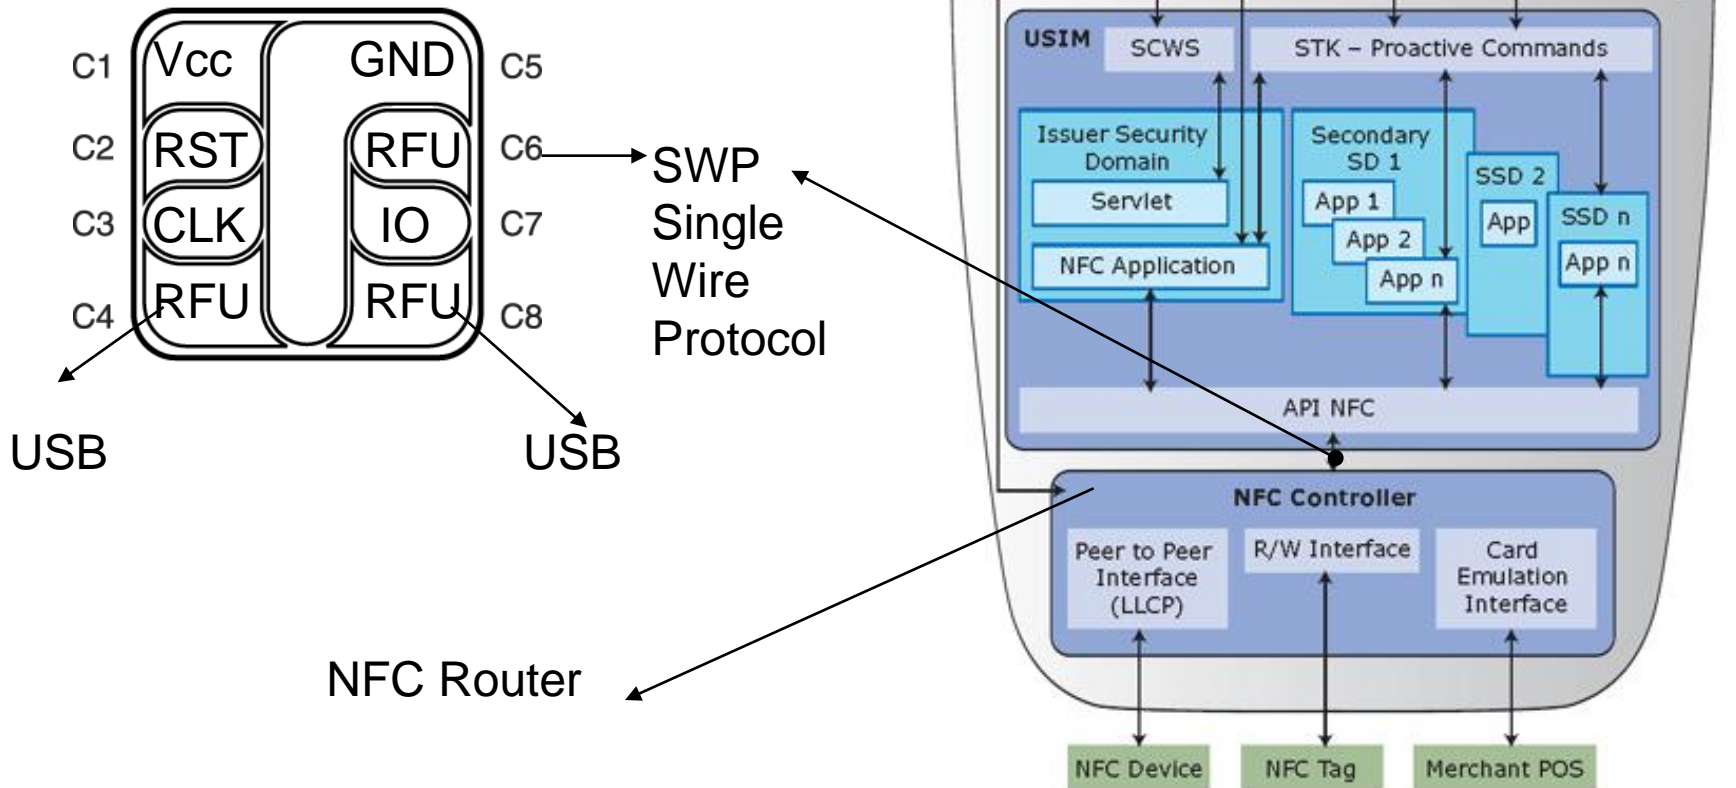 C1
Vcc
GND
C5
C2
RST
RFU
C6
C3
CLK
IO
C7
C4
RFU
RFU
C8
USB
USB
SWP
Single
Wire
Protocol
NFC Router
USIM
SCWS
STK – Proactive Commands
Issuer Security
Domain
Servlet
NFC Application
Secondary
SD 1
App 1
App 2
App n
SSD 2
App
SSD n
App n
API NFC
NFC Controller
Peer to Peer
Interface
(LLCP)
R/W Interface
Card
Emulation
Interface
NFC Device
NFC Tag
Merchant POS